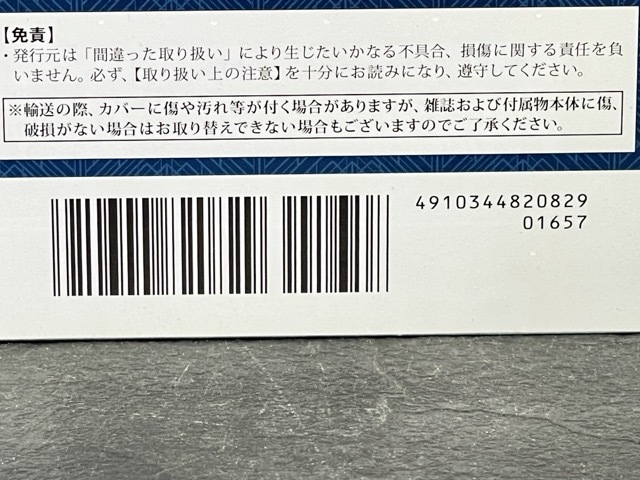 【免責】
・発行元は「間違った取り扱い」により生じたいかなる不具合、損傷に関する責任を負
いません。必ず、【取り扱い上の注意】を十分にお読みになり、遵守してください。
※輸送の際、カバーに傷や汚れ等が付く場合がありますが、雑誌および付属物本体に傷、
破損がない場合はお取り替えできない場合もございますのでご了承ください。
4910344820829
01657